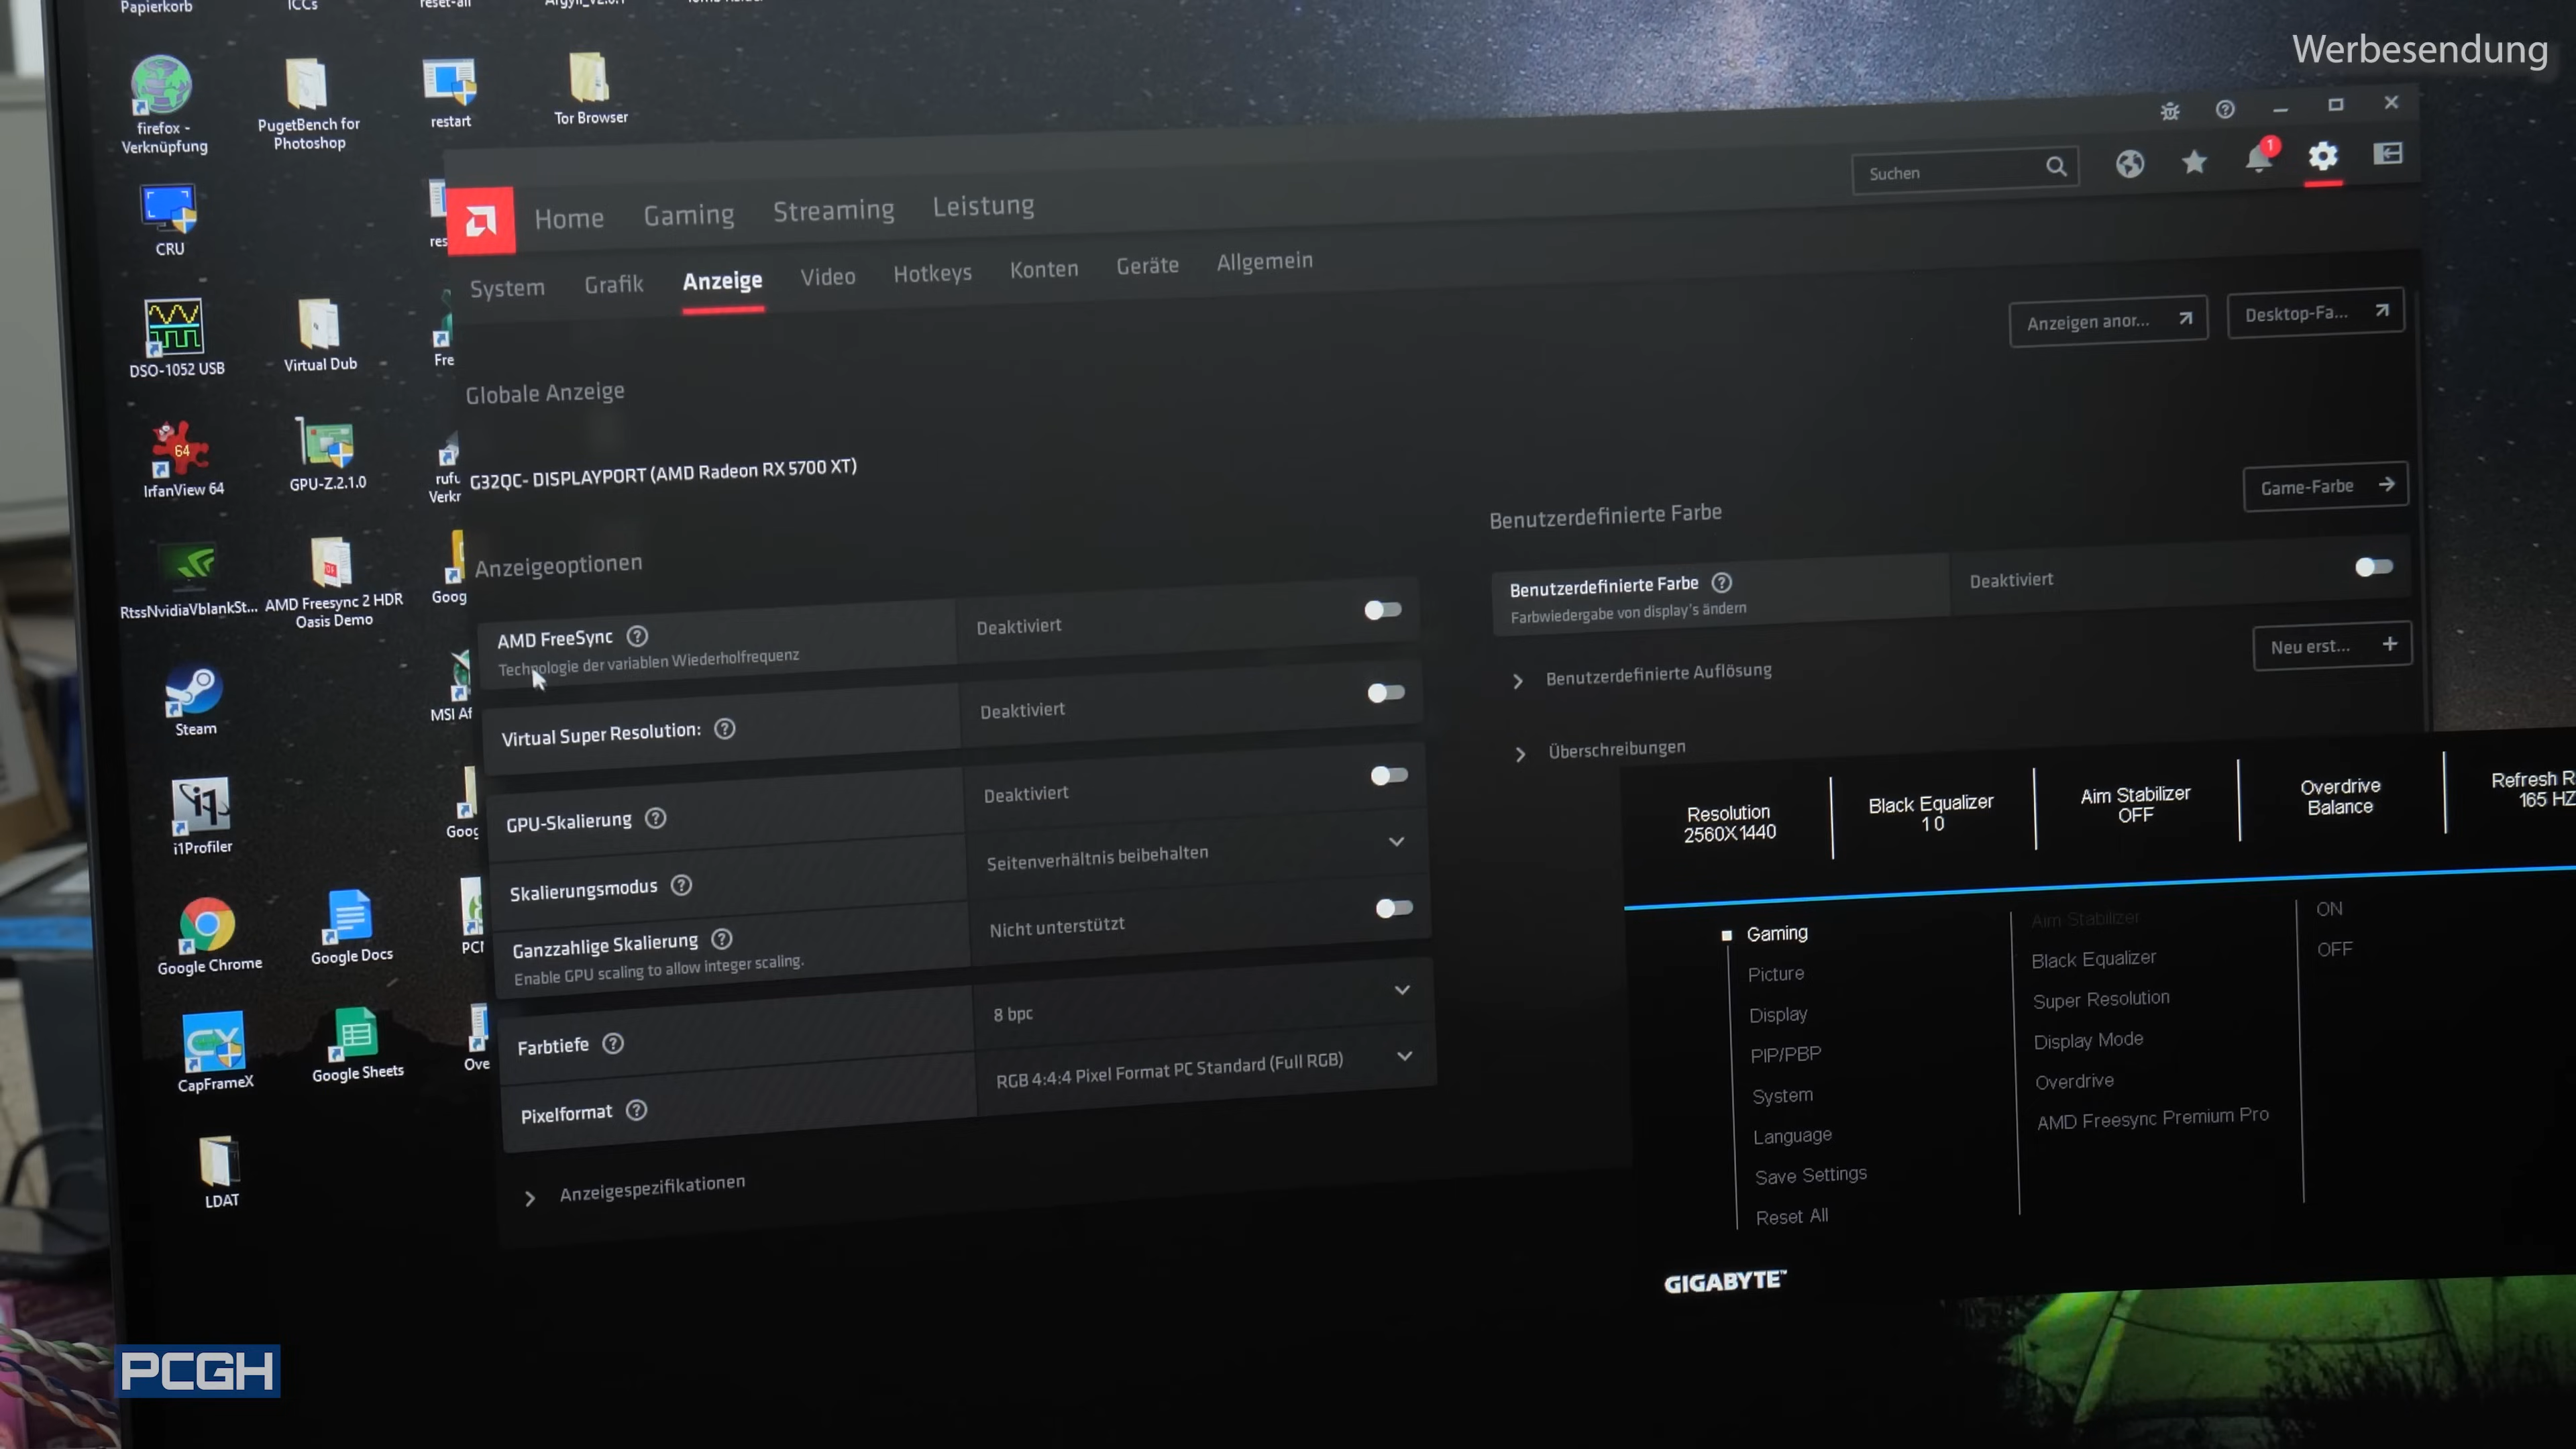 Werbesendung
Papierkorb
ICCs
reset-all
firefox -
Verknüpfung
PugetBench for
Photoshop
restart
Tor Browser
CRU
res
DSO-1052 USB
Virtual Dub
Fre
IrfanView 64
64
GPU-Z.2.1.0
rufu
Verkr
RtssNvidiaVblankSt...
AMD Freesync 2 HDR
Oasis Demo
Goog
Steam
MSI Af
i1Profiler
Goog
Google Chrome
Google Docs
PCI
CapFrameX
Google Sheets
Ove
LDAT
Home
Gaming
Streaming
Leistung
Suchen
1
System
Grafik
Anzeige
Video
Hotkeys
Konten
Geräte
Allgemein
Anzeigen anor...
Desktop-Fa...
Globale Anzeige
G32QC- DISPLAYPORT (AMD Radeon RX 5700 XT)
Game-Farbe
Anzeigeoptionen
AMD FreeSync
Technologie der variablen Wiederholfrequenz
Deaktiviert
Virtual Super Resolution:
Deaktiviert
GPU-Skalierung
Deaktiviert
Skalierungsmodus
Seitenverhältnis beibehalten
Ganzzahlige Skalierung
Enable GPU scaling to allow integer scaling.
Nicht unterstützt
Farbtiefe
8 bpc
Pixelformat
RGB 4:4:4 Pixel Format PC Standard (Full RGB)
Anzeigespezifikationen
Benutzerdefinierte Farbe
Benutzerdefinierte Farbe
Farbwiedergabe von display's ändern
Deaktiviert
Neu erst...
Benutzerdefinierte Auflösung
Überschreibungen
Resolution
2560X1440
Black Equalizer
10
Aim Stabilizer
OFF
Overdrive
Balance
Refresh R
165 HZ
Gaming
Picture
Display
PIP/PBP
System
Language
Save Settings
Reset All
Aim Stabilizer
Black Equalizer
Super Resolution
Display Mode
Overdrive
AMD Freesync Premium Pro
ON
OFF
GIGABYTE™
PCGH